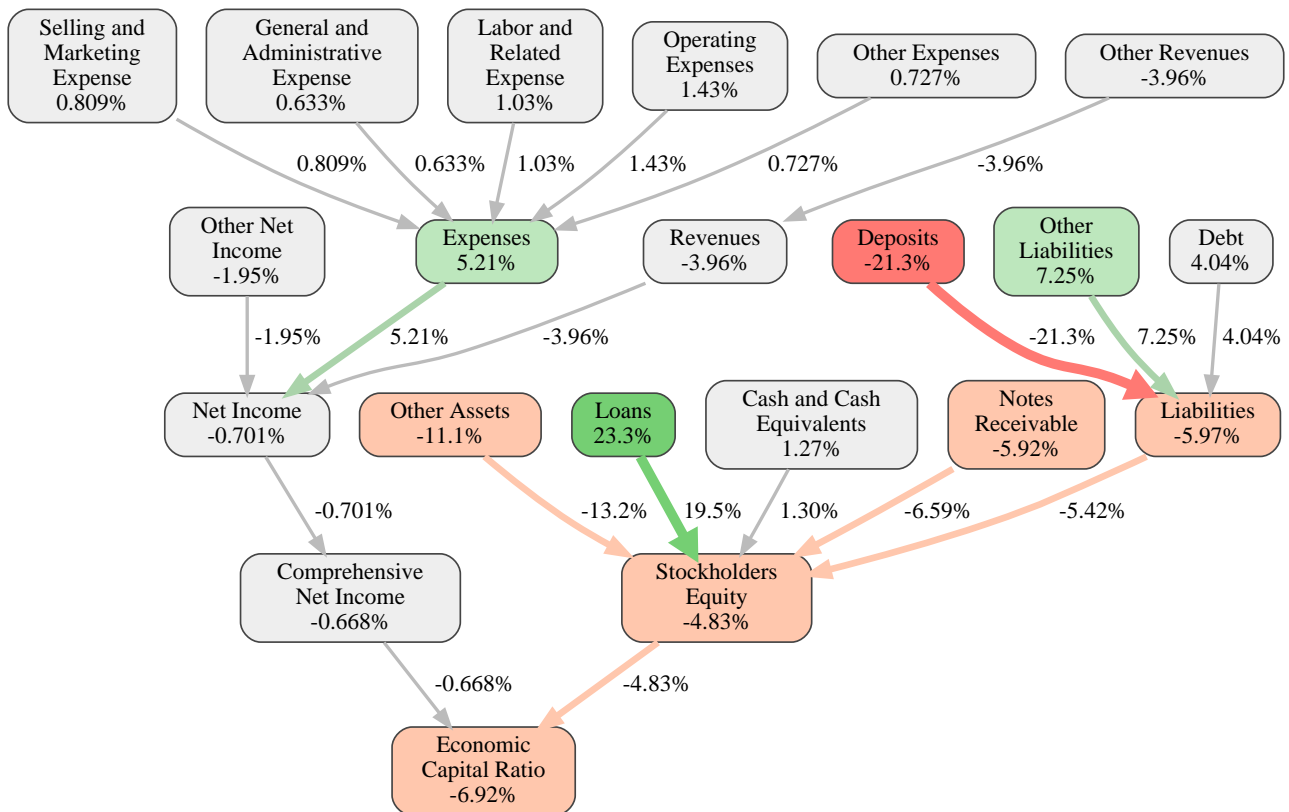 Selling and
Marketing
Expense
0.809%
General and
Administrative
Expense
0.633%
Labor and
Related
Expense
1.03%
Operating
Expenses
1.43%
Other Expenses
0.727%
Other Revenues
-3.96%
0.809%
0.633%
1.03%
1.43%
0.727%
-3.96%
Other Net
Income
-1.95%
Expenses
5.21%
Revenues
-3.96%
Deposits
-21.3%
Other
Liabilities
7.25%
Debt
4.04%
-1.95%
5.21%
-3.96%
-21.3%
7.25%
4.04%
Net Income
-0.701%
Other Assets
-11.1%
Loans
23.3%
Cash and Cash
Equivalents
1.27%
Notes
Receivable
-5.92%
Liabilities
-5.97%
-0.701%
-13.2%
19.5%
1.30%
-6.59%
-5.42%
Comprehensive
Net Income
-0.668%
Stockholders
Equity
-4.83%
-0.668%
-4.83%
Economic
Capital Ratio
-6.92%